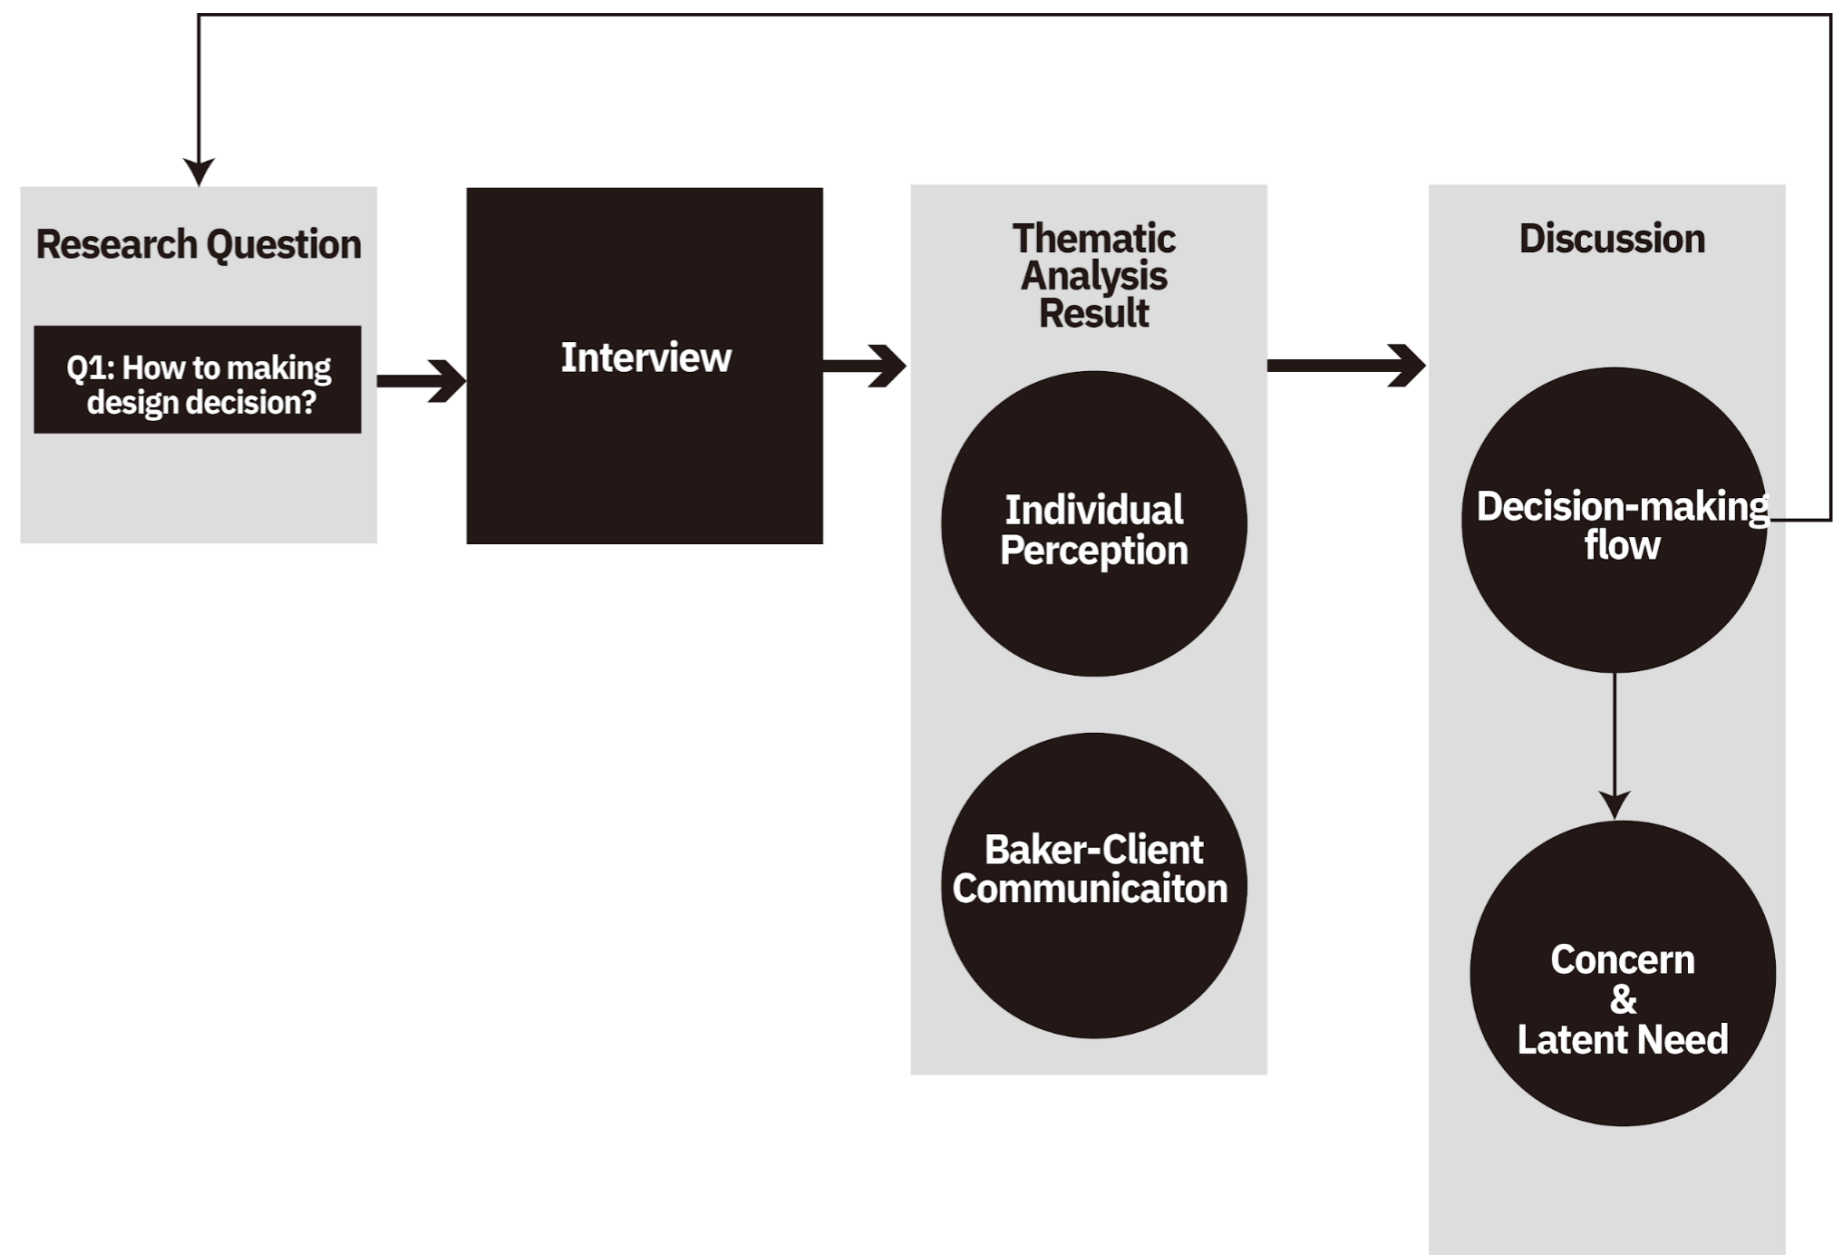 Research Question
Q1: How to making
design decision?
Interview
Thematic
Analysis
Result
Individual
Perception
Baker-Client
Communicaiton
Discussion
Decision-making
flow
Concern
&
Latent Need